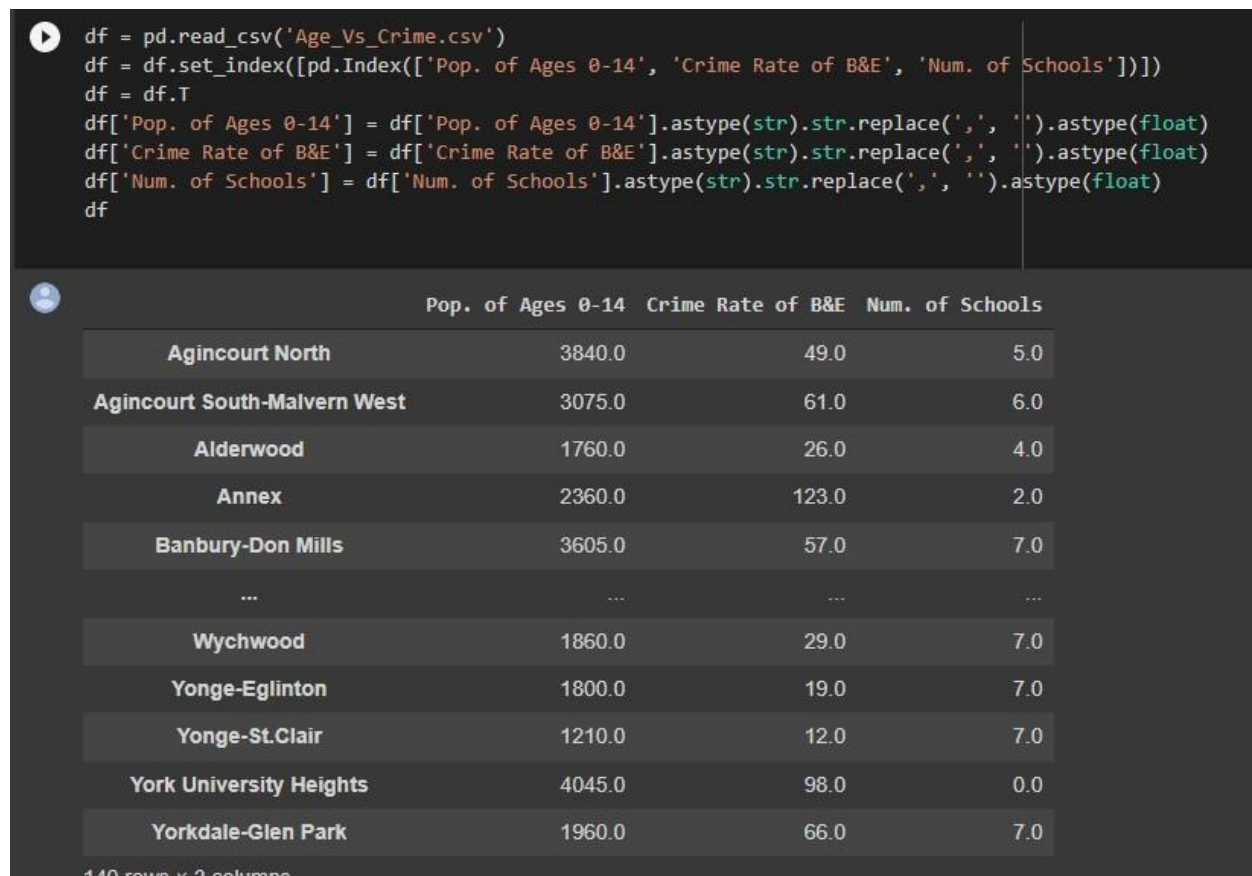 df = pd.read_csv('Age_Vs_Crime.csv')
df = df.set_index([pd.Index(['Pop. of Ages 0-14', 'Crime Rate of B&E', 'Num. of Schools'])])
df = df.T
df['Pop. of Ages 0-14'] = df['Pop. of Ages 0-14'].astype(str).str.replace(',', '').astype(float)
df['Crime Rate of B&E'] = df['Crime Rate of B&E'].astype(str).str.replace(',', '').astype(float)
df['Num. of Schools'] = df['Num. of Schools'].astype(str).str.replace(',', '').astype(float)
df
Pop. of Ages 0-14 Crime Rate of B&E Num. of Schools
Agincourt North 3840.0 49.0 5.0
Agincourt South-Malvern West 3075.0 61.0 6.0
Alderwood 1760.0 26.0 4.0
Annex 2360.0 123.0 2.0
Banbury-Don Mills 3605.0 57.0 7.0
... ... ... ...
Wychwood 1860.0 29.0 7.0
Yonge-Eglinton 1800.0 19.0 7.0
Yonge-St.Clair 1210.0 12.0 7.0
York University Heights 4045.0 98.0 0.0
Yorkdale-Glen Park 1960.0 66.0 7.0
rows × 3 columns